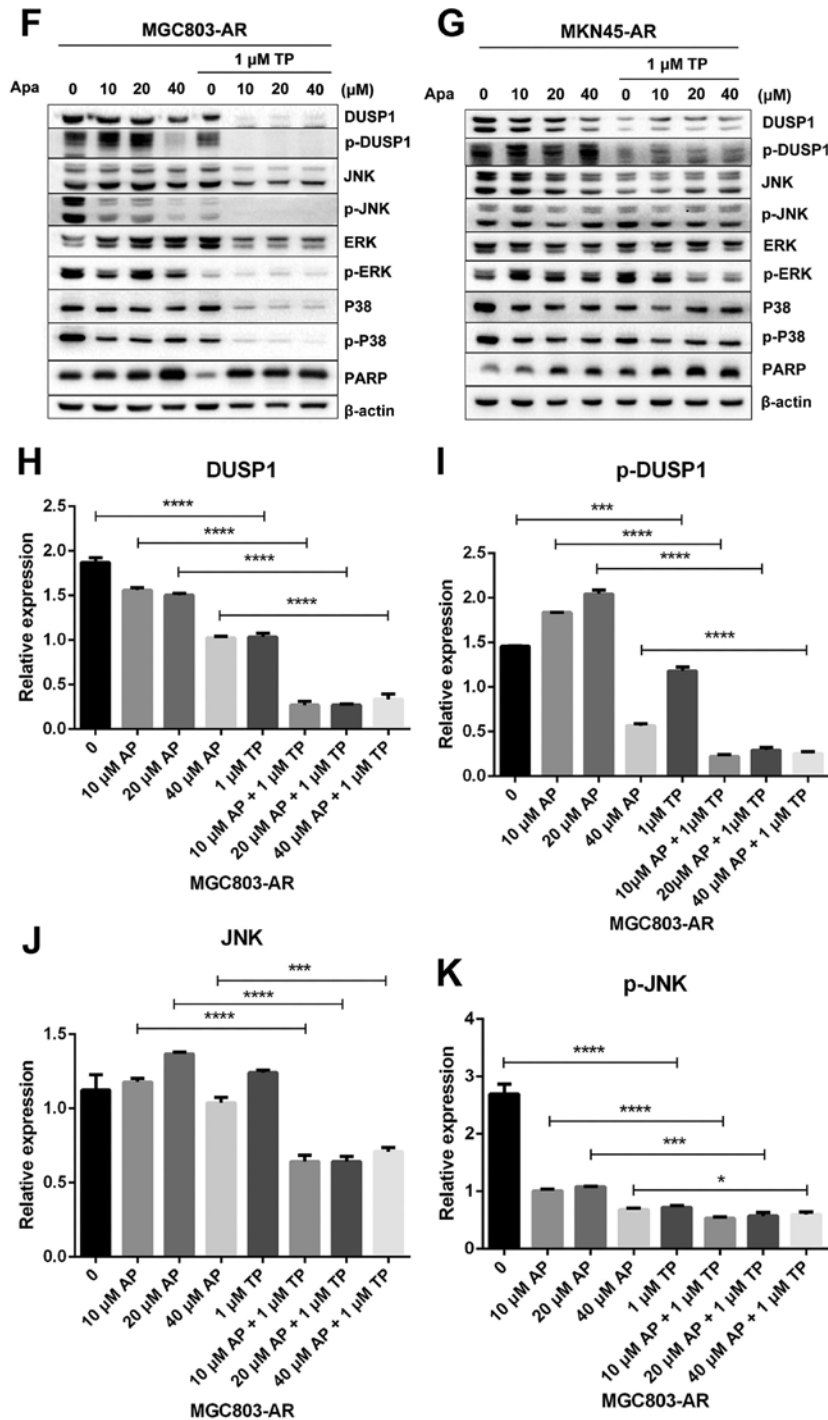 F
MGC803-AR
1 µM TP
Apa 0 10 20 40 0 10 20 40 (µM)
DUSP1
p-DUSP1
JNK
p-JNK
ERK
p-ERK
P38
p-P38
PARP
β-actin
G
MKN45-AR
1 µM TP
Apa 0 10 20 40 0 10 20 40 (µM)
DUSP1
p-DUSP1
JNK
p-JNK
ERK
p-ERK
P38
p-P38
PARP
β-actin
H
DUSP1
Relative expression
2.5
2.0
1.5
1.0
0.5
0.0
****
****
****
****
0
10 µM AP
20 µM AP
40 µM AP
1 µM TP
10 µM AP + 1 µM TP
20 µM AP + 1 µM TP
40 µM AP + 1 µM TP
MGC803-AR
I
p-DUSP1
Relative expression
2.5
2.0
1.5
1.0
0.5
0.0
***
****
****
****
0
10 µM AP
20 µM AP
40 µM AP
1µM TP
10µM AP + 1µM TP
20µM AP + 1µM TP
40 µM AP + 1 µM TP
MGC803-AR
J
JNK
Relative expression
1.5
1.0
0.5
0.0
***
****
****
0
10 µM AP
20 µM AP
40 µM AP
1 µM TP
10 µM AP + 1 µM TP
20 µM AP + 1 µM TP
40 µM AP + 1 µM TP
MGC803-AR
K
p-JNK
Relative expression
4
3
2
1
0
****
****
***
*
0
10 µM AP
20 µM AP
40 µM AP
1 µM TP
10 µM AP + 1 µM TP
20 µM AP + 1 µM TP
40 µM AP + 1 µM TP
MGC803-AR